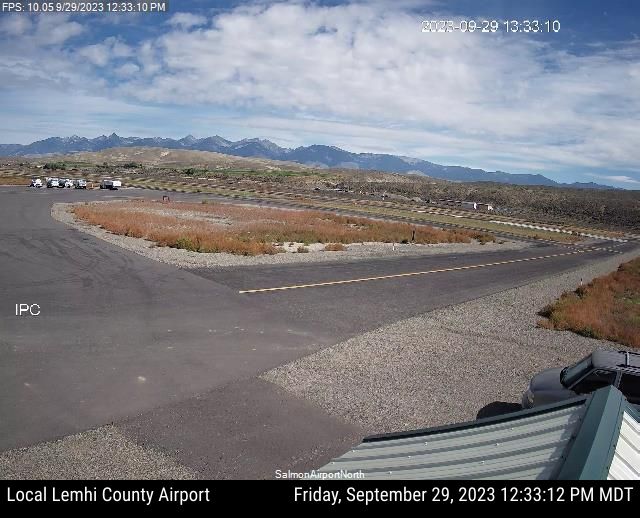 FPS: 10.05 9/29/2023 12:33:10 PM
2023-09-29 13:33:10
IPC
SalmonAirportNorth
Local Lemhi County Airport
Friday, September 29, 2023 12:33:12 PM MDT